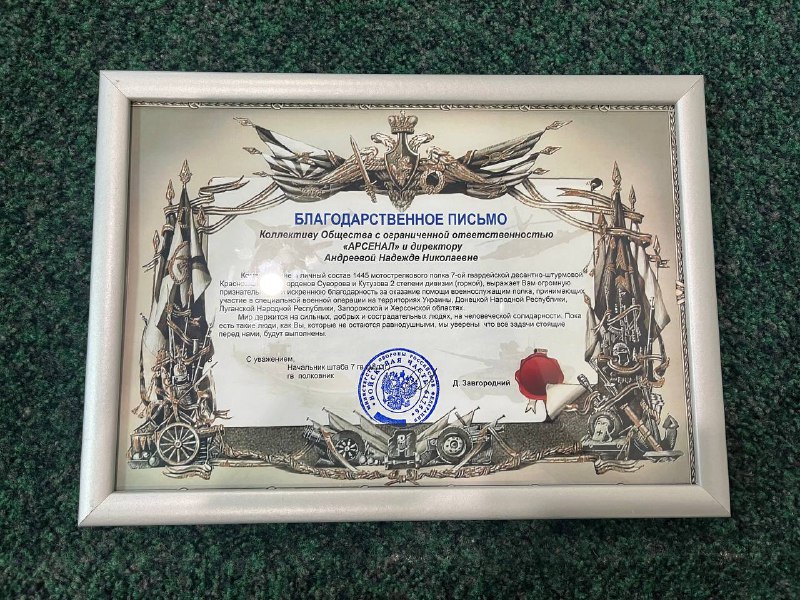 БЛАГОДАРСТВЕННОЕ ПИСЬМО
Коллективу Общества с ограниченной ответственностью
«АРСЕНАЛ» и директору
Андреевой Надежде Николаевне
личный состав 1445 мотострелкового полка 7-ой гвардейской десантно-штурмовой
орденов Суворова и Кутузова 2 степени дивизии (горной), выражает Вам огромную
искреннюю благодарность за оказание помощи военнослужащим полка, принимающих
участие в специальной военной операции на территориях Украины, Донецкой Народной Республики,
Луганской Народной Республики, Запорожской и Херсонской областях.
Мир держится на сильных, добрых и сострадательных людях, на человеческой солидарности. Пока
есть такие люди, как Вы, которые не остаются равнодушными, мы уверены что все задачи стоящие
перед нами, будут выполнены.
С уважением,
Начальник штаба 7 гв.
гв полковник
Д. Завгородний
ВОЙСКОВАЯ ЧАСТЬ